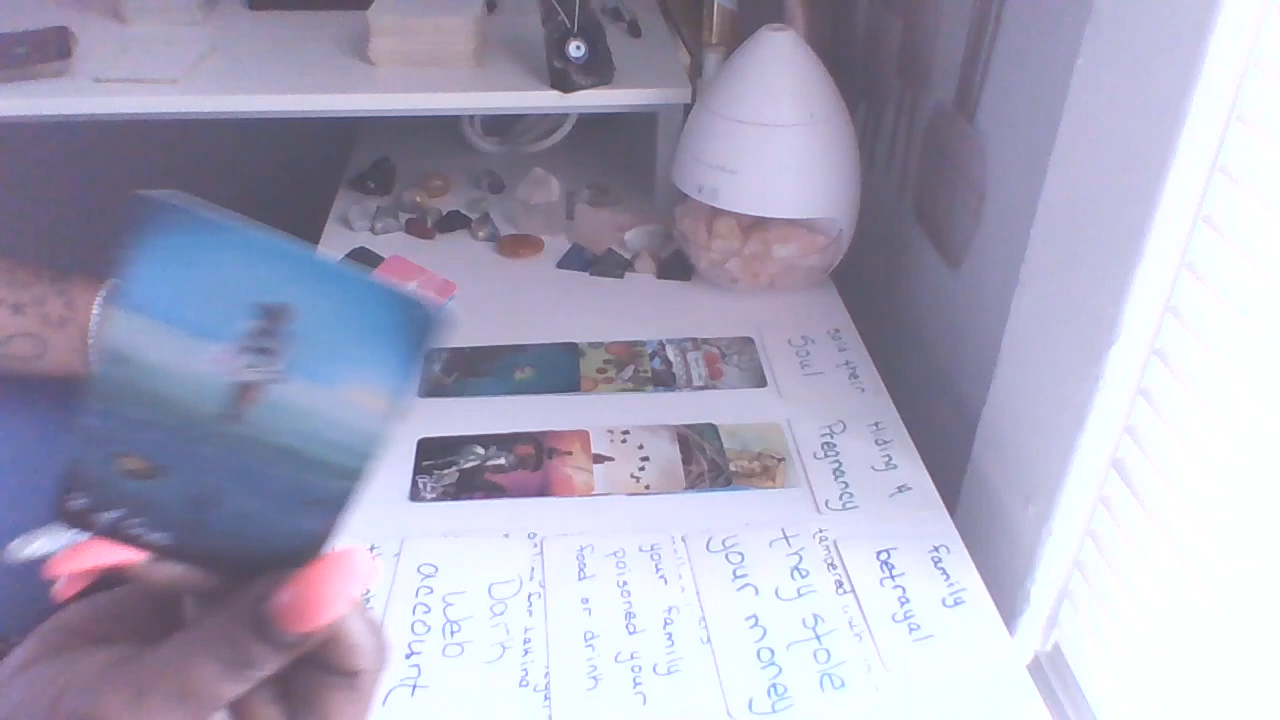 sold their
Soul
Hiding A
Pregnancy
family
betrayal
tampered with
they stole
your money
your family
poisoned your
food or drink
Dark
Web
account